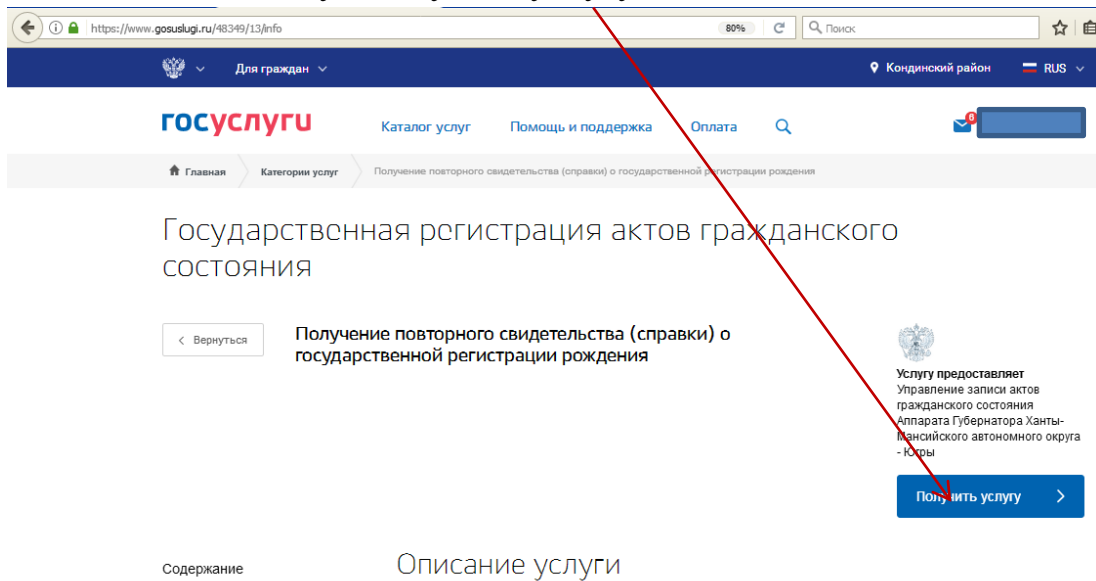 https://www.gosuslugi.ru/48349/13/info
80%
Поиск
Для граждан
Кондинский район
RUS
госуслуги
Каталог услуг
Помощь и поддержка
Оплата
6
Главная
Категории услуг
Получение повторного свидетельства (справки) о государственной регистрации рождения
Государственная регистрация актов гражданского
состояния
Вернуться
Получение повторного свидетельства (справки) о
государственной регистрации рождения
Услугу предоставляет
Управление записи актов
гражданского состояния
Аппарата Губернатора Ханты-
Мансийского автономного округа
- Югры
Получить услугу
Содержание
Описание услуги